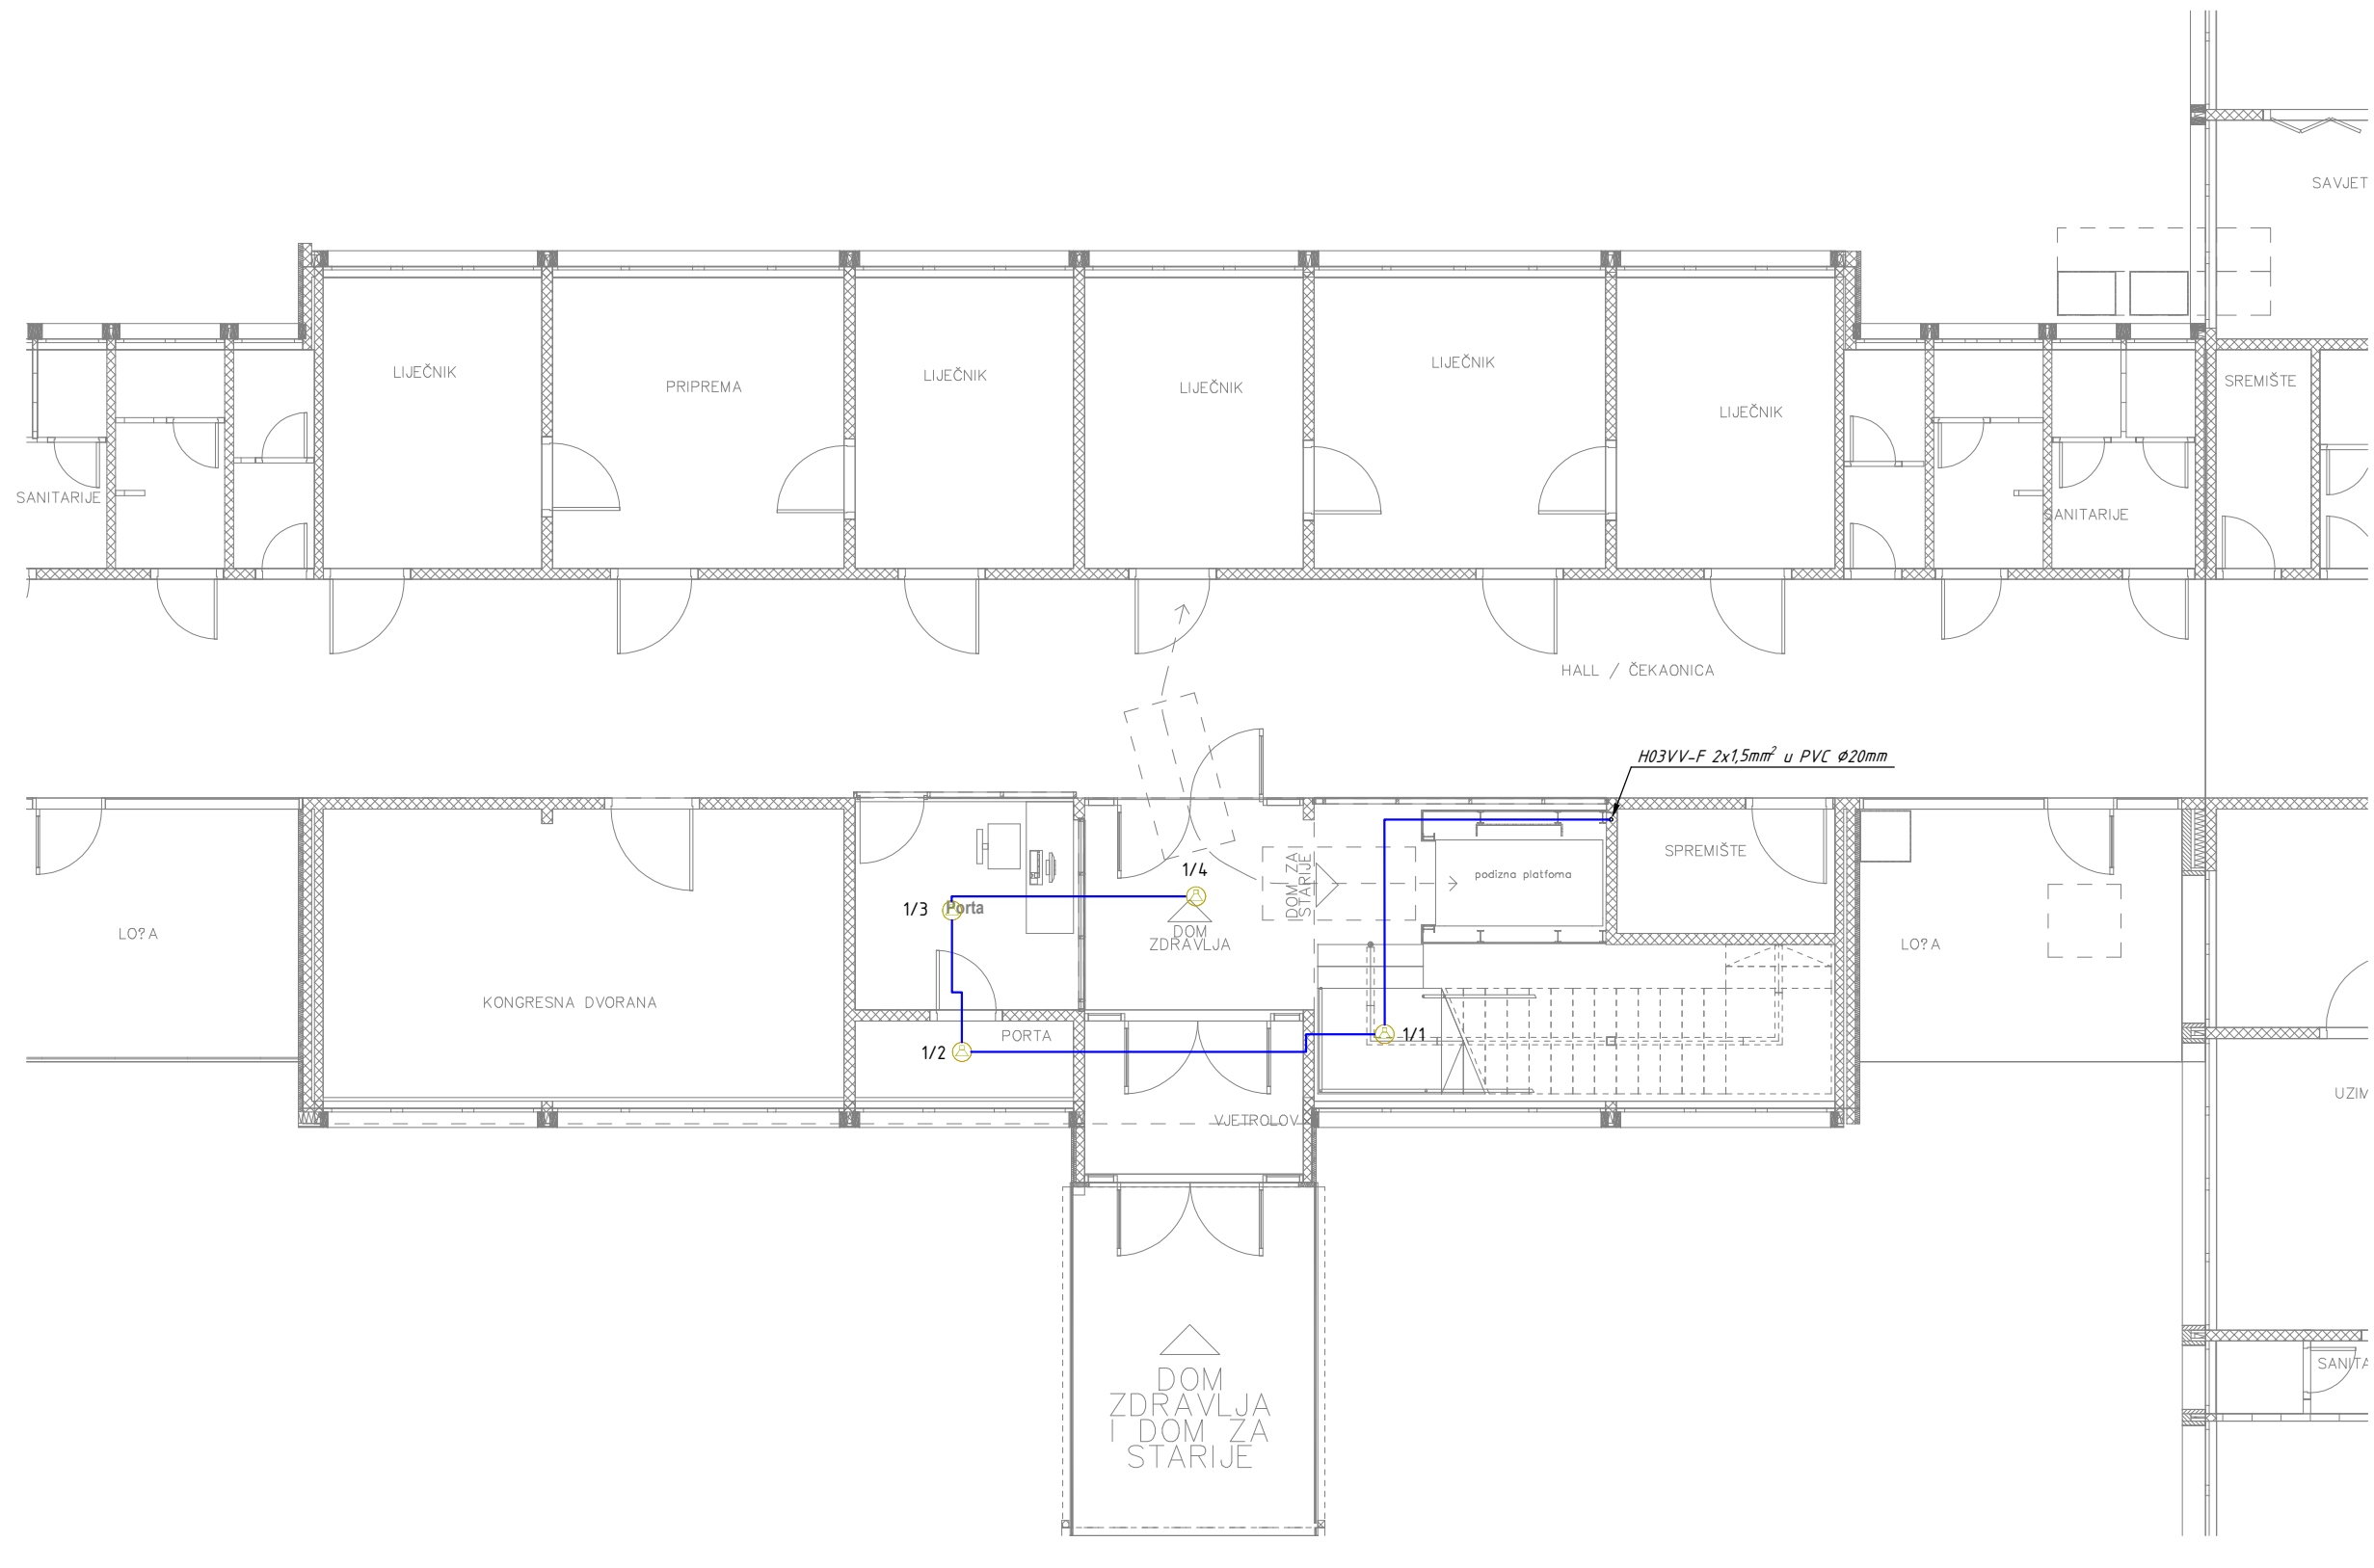 SAVJET
LIJEČNIK
PRIPREMA
LIJEČNIK
LIJEČNIK
LIJEČNIK
LIJEČNIK
SREMIŠTE
SANITARIJE
SANITARIJE
HALL / ČEKAONICA
H03VV-F 2x1,5mm² u PVC Ø20mm
SPREMIŠTE
podizna platfoma
DOM ZA
STARIJE
1/4
1/3
Porta
LO?A
DOM
ZDRAVLJA
LO?A
KONGRESNA DVORANA
PORTA
1/1
1/2
UZIM
VJETROLOV
SANITA
DOM
ZDRAVLJA
I DOM ZA
STARIJE